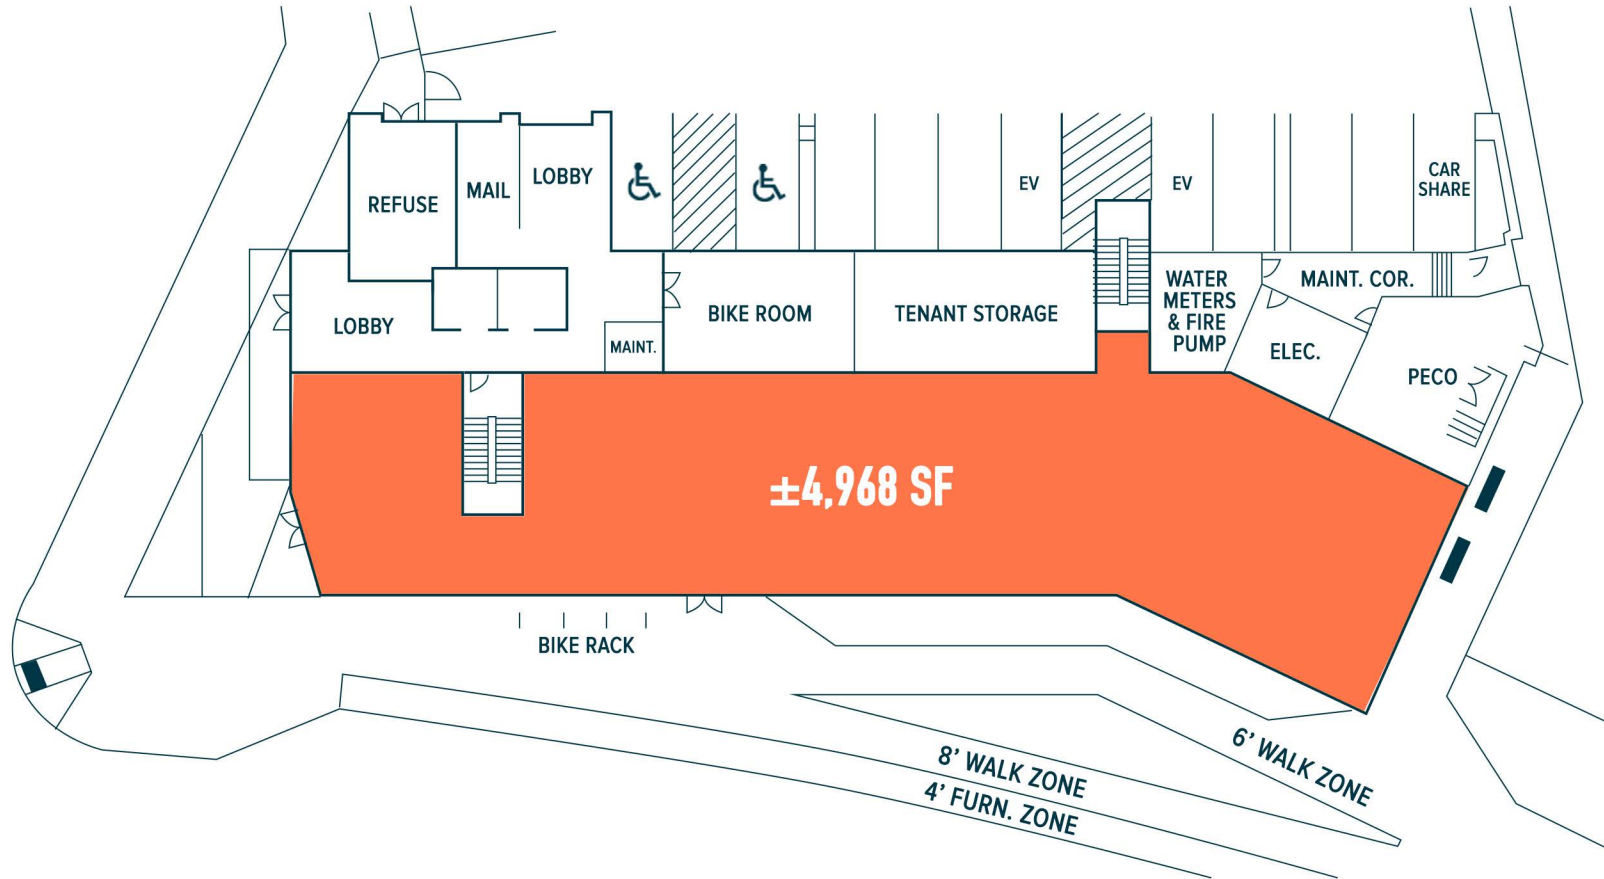 REFUSE
MAIL
LOBBY
EV
EV
CAR
SHARE
LOBBY
MAINT.
BIKE ROOM
TENANT STORAGE
WATER
METERS
& FIRE
PUMP
MAINT. COR.
ELEC.
PECO
±4,968 SF
BIKE RACK
8’ WALK ZONE
4’ FURN. ZONE
6’ WALK ZONE